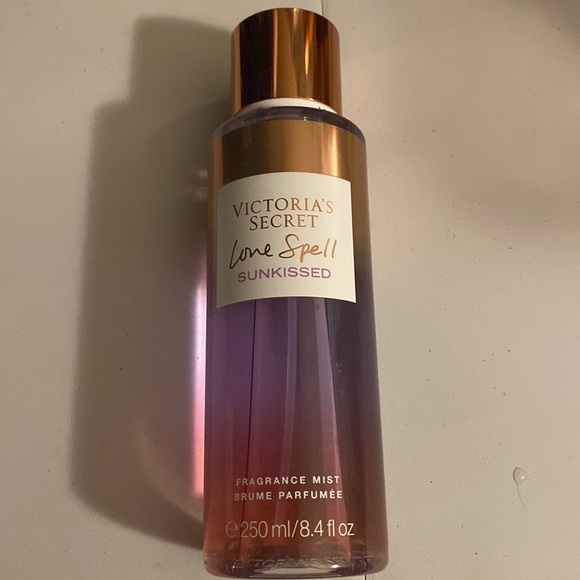 VICTORIA'S
SECRET
Love Spell
SUNKISSED
FRAGRANCE MIST
BRUME PARFUMÉE
℮ 250 ml/8.4 fl oz